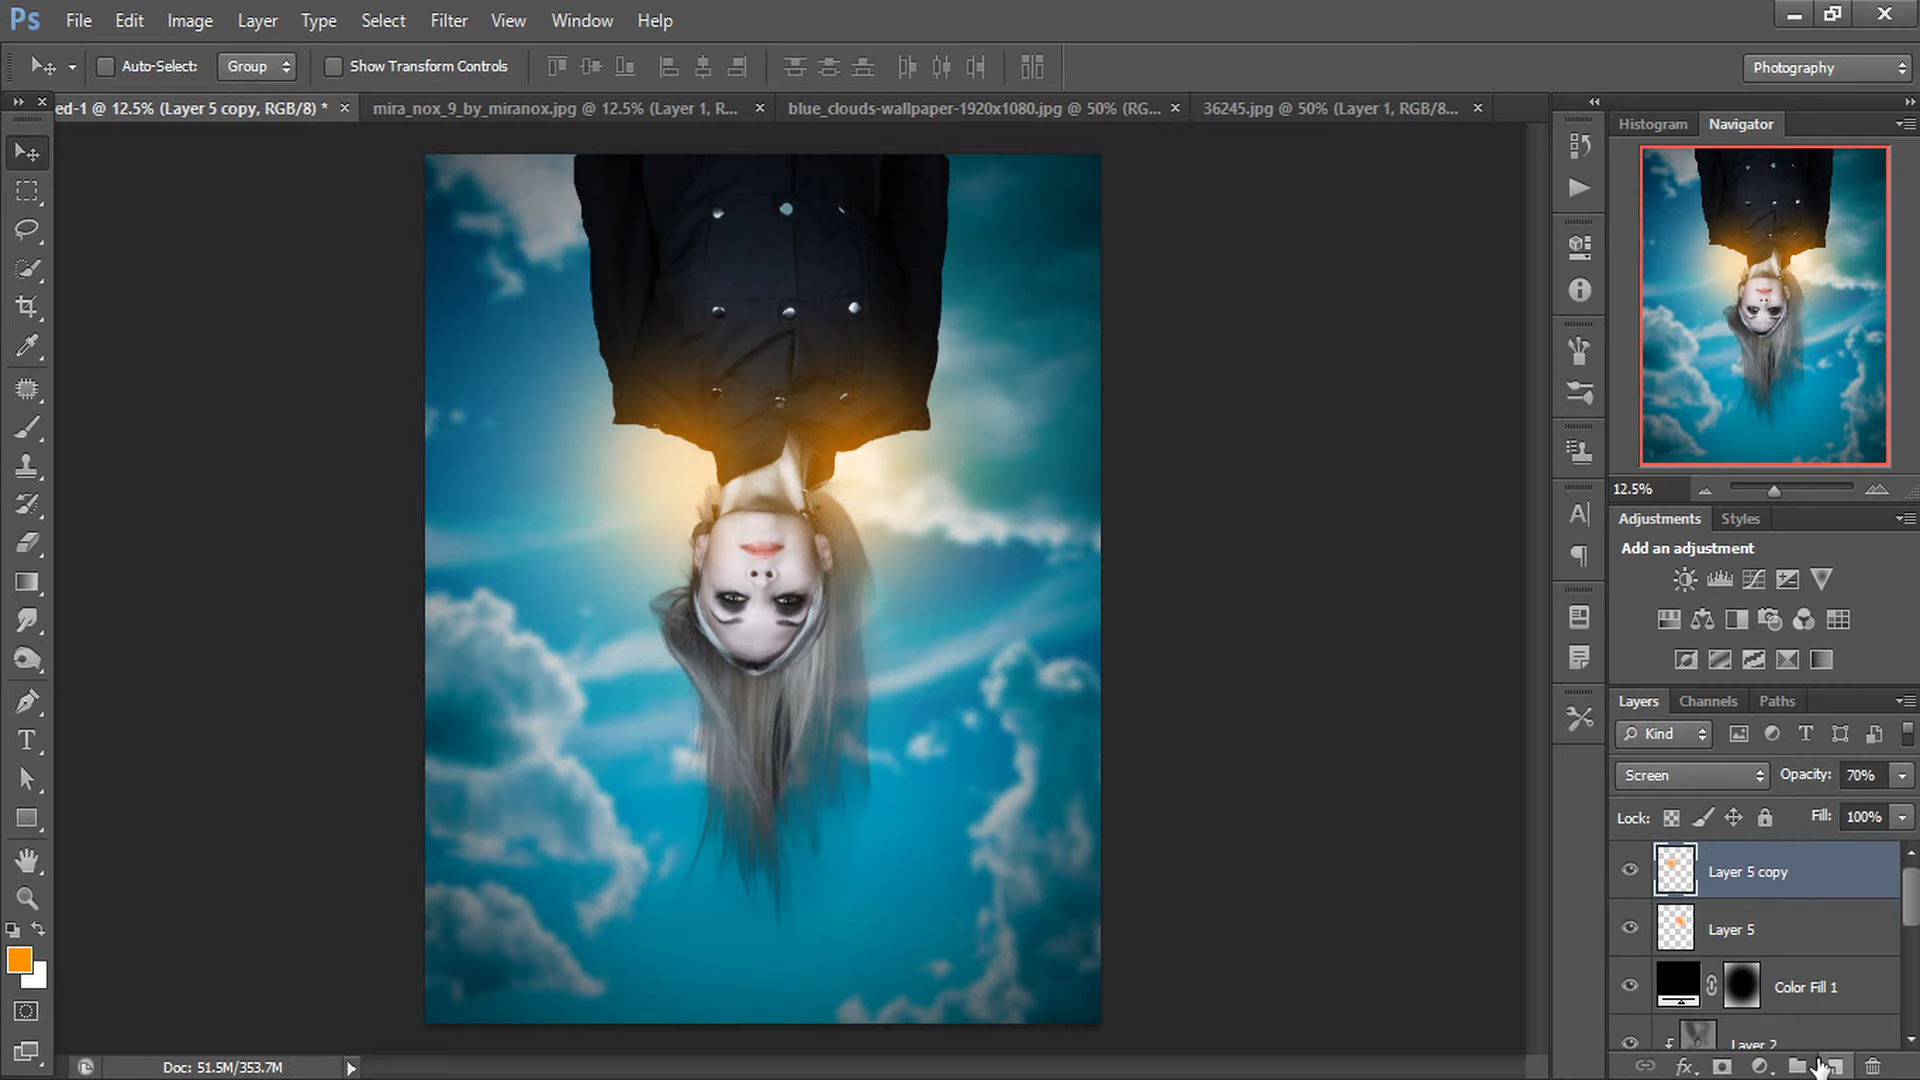 Ps File Edit Image Layer Type Select Filter View Window Help
Auto-Select: Group Show Transform Controls Photography
ed-1 @ 12.5% (Layer 5 copy, RGB/8) * mira_nox_9_by_miranox.jpg @ 12.5% (Layer 1, R... blue_clouds-wallpaper-1920x1080.jpg @ 50% (RG... 36245.jpg @ 50% (Layer 1, RGB/8...
Histogram Navigator
12.5%
Adjustments Styles
Add an adjustment
Layers Channels Paths
Kind
Screen Opacity: 70%
Lock: Fill: 100%
Layer 5 copy
Layer 5
Color Fill 1
Layer 2
Doc: 51.5M/353.7M